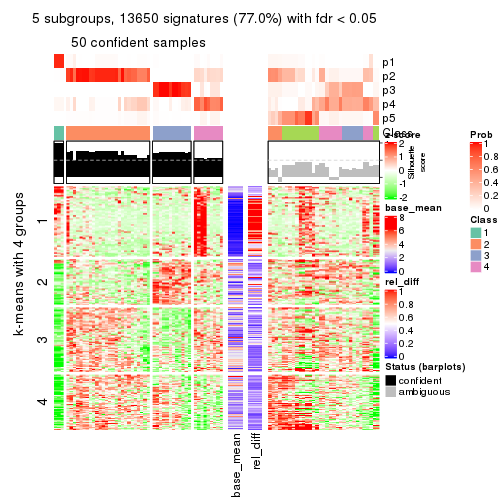 5 subgroups, 13650 signatures (77.0%) with fdr < 0.05
50 confident samples
p1
p2
p3
p4
p5
Class
z-score
2
1
0
-1
-2
Silhouette
score
Prob
1
0.8
0.6
0.4
0.2
0
base_mean
8
6
4
2
0
Class
1
2
3
4
rel_diff
1
0.8
0.6
0.4
0.2
0
Status (barplots)
confident
ambiguous
k-means with 4 groups
1
2
3
4
base_mean
rel_diff